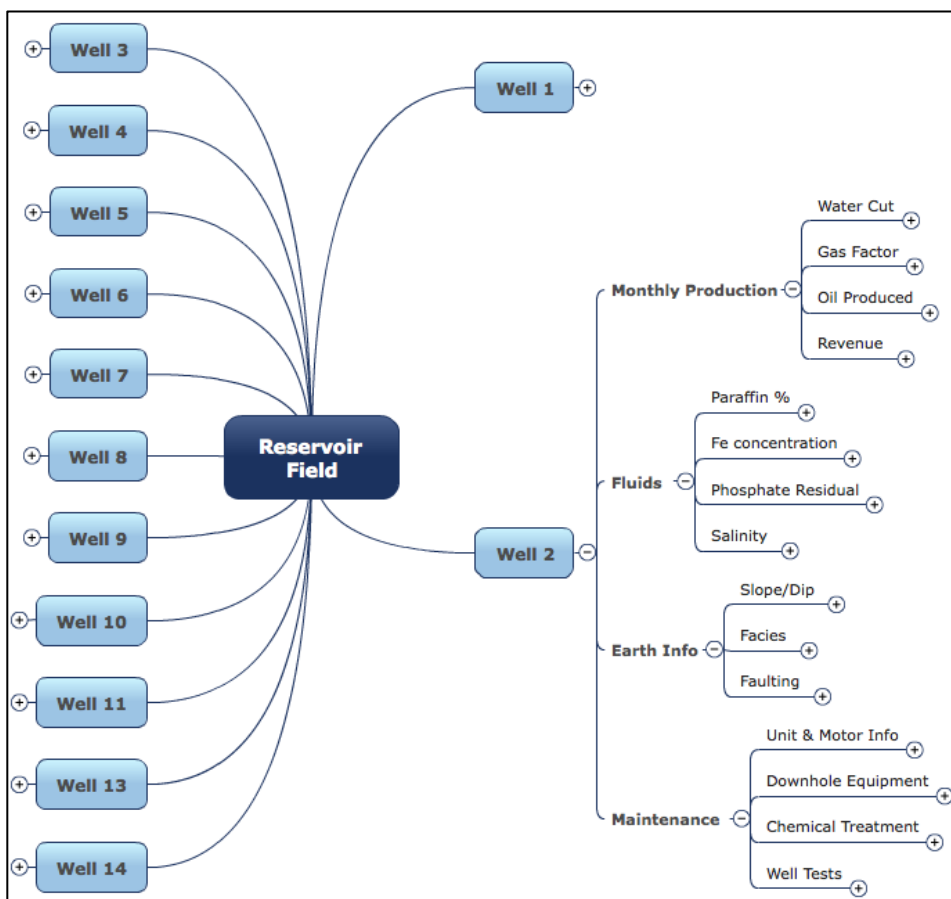 Well 3
Well 4
Well 5
Well 6
Well 7
Well 8
Well 9
Well 10
Well 11
Well 13
Well 14
Reservoir
Field
Well 1
Well 2
Monthly Production
Water Cut
Gas Factor
Oil Produced
Revenue
Fluids
Paraffin %
Fe concentration
Phosphate Residual
Salinity
Earth Info
Slope/Dip
Facies
Faulting
Maintenance
Unit & Motor Info
Downhole Equipment
Chemical Treatment
Well Tests